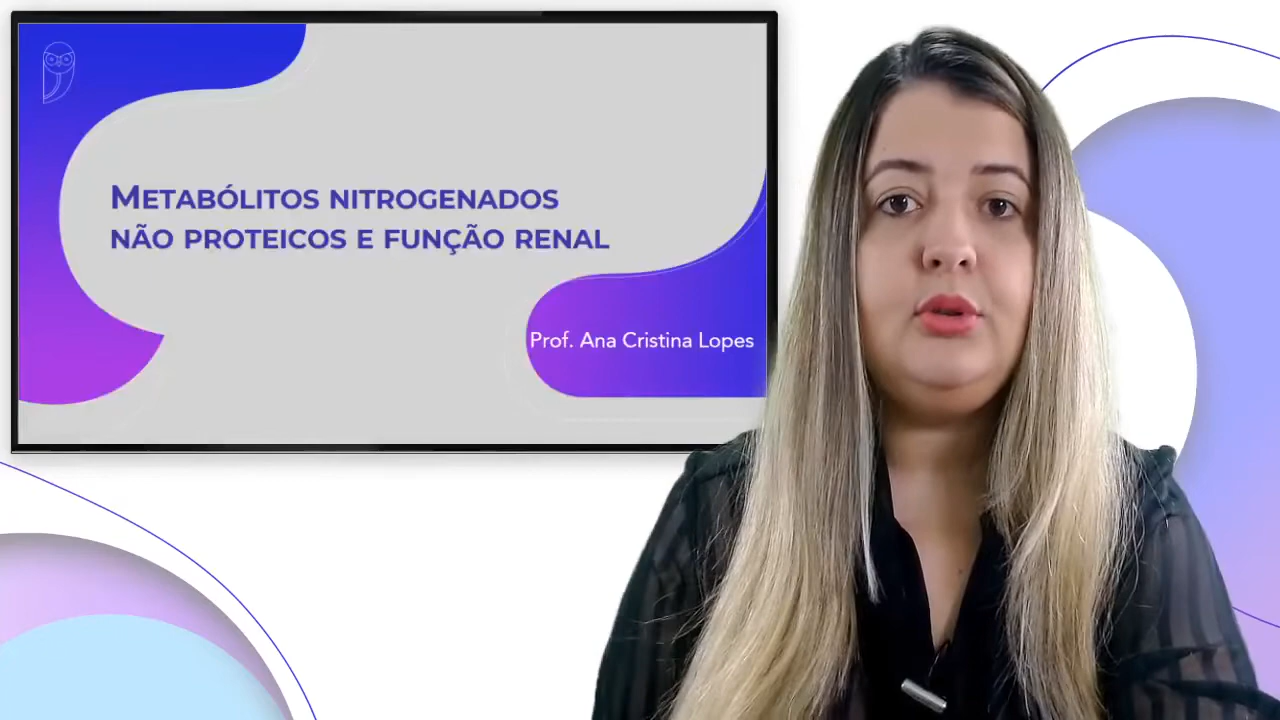 Metabólitos nitrogenados
não proteicos e função renal
Prof. Ana Cristina Lopes